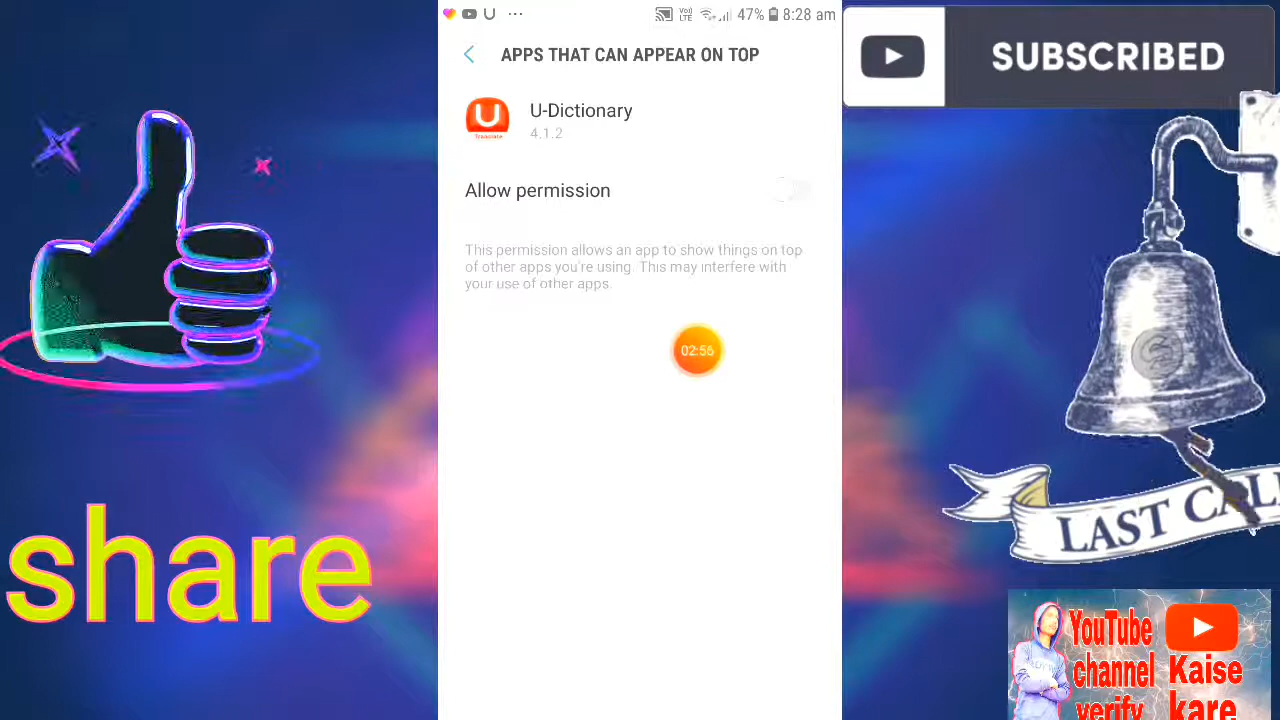 47% 8:28 am
APPS THAT CAN APPEAR ON TOP
U-Dictionary
4.1.2
Translate
Allow permission
This permission allows an app to show things on top
of other apps you're using. This may interfere with
your use of other apps.
02:56
share
SUBSCRIBED
LAST CALL
YouTube
channel
verify
Kaise
kare